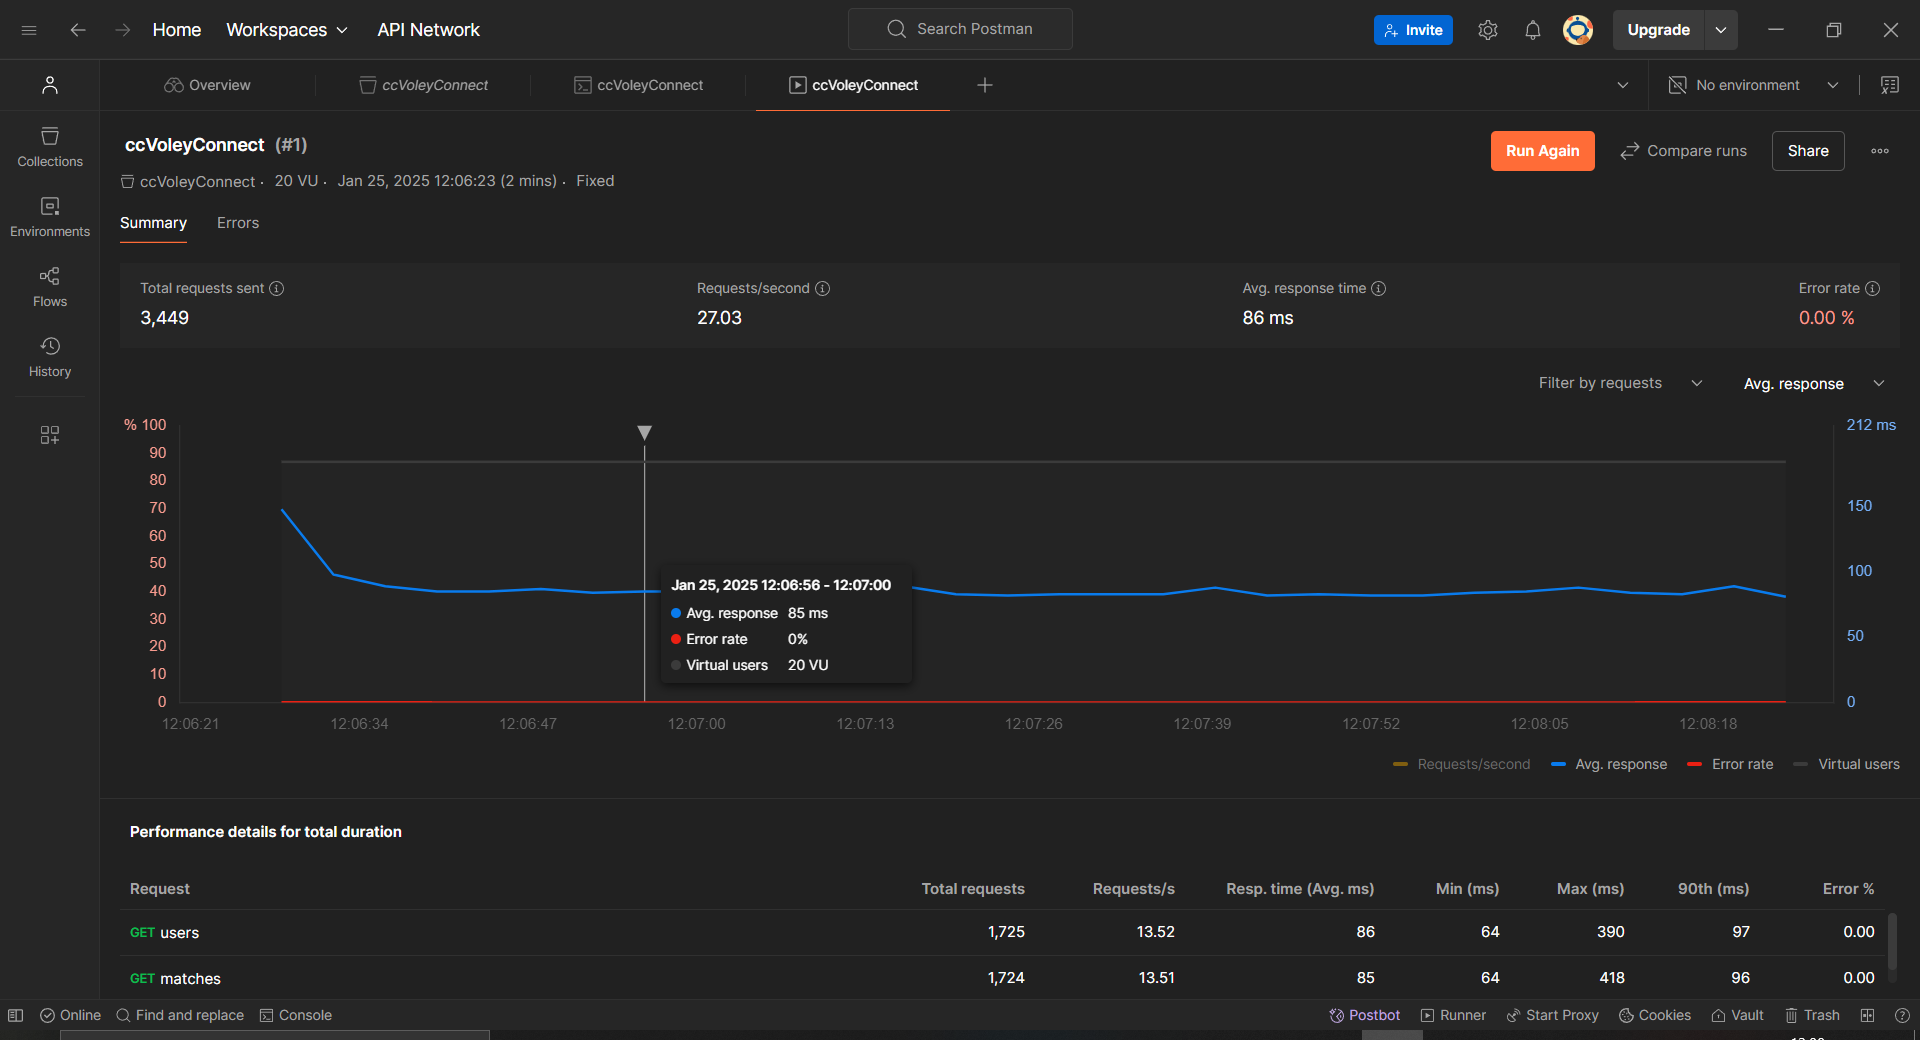 Home Workspaces API Network Search Postman Invite Upgrade
Overview ccVoleyConnect ccVoleyConnect ccVoleyConnect No environment
Collections
Environments
Flows
History
ccVoleyConnect (#1)
Run Again Compare runs Share
ccVoleyConnect · 20 VU · Jan 25, 2025 12:06:23 (2 mins) · Fixed
Summary Errors
Total requests sent Requests/second Avg. response time Error rate
3,449 27.03 86 ms 0.00 %
Filter by requests Avg. response
% 100 212 ms
90
80
70
150
60
50
100
40
30
50
20
10
0 0
Jan 25, 2025 12:06:56 - 12:07:00
Avg. response 85 ms
Error rate 0%
Virtual users 20 VU
12:06:21 12:06:34 12:06:47 12:07:00 12:07:13 12:07:26 12:07:39 12:07:52 12:08:05 12:08:18
Requests/second Avg. response Error rate Virtual users
Performance details for total duration
Request Total requests Requests/s Resp. time (Avg. ms) Min (ms) Max (ms) 90th (ms) Error %
GET users 1,725 13.52 86 64 390 97 0.00
GET matches 1,724 13.51 85 64 418 96 0.00
Online Find and replace Console Postbot Runner Start Proxy Cookies Vault Trash